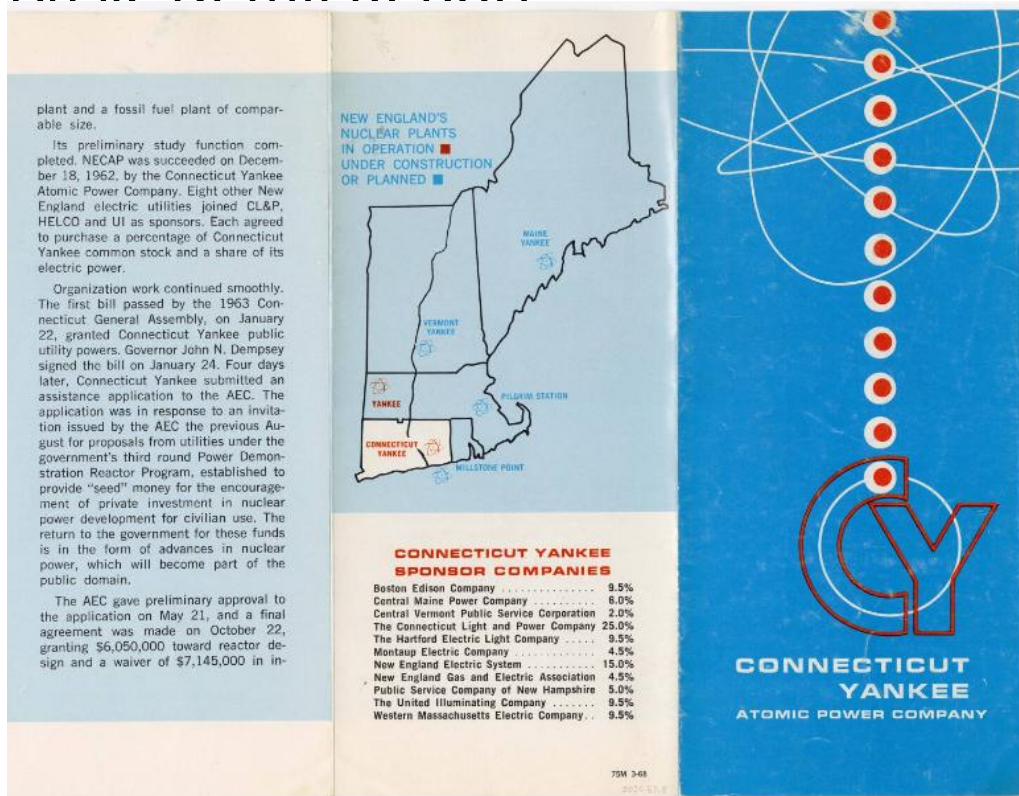 plant and a fossil fuel plant of compar-
able size.
Its preliminary study function com-
pleted. NECAP was succeeded on Decem-
ber 18, 1962, by the Connecticut Yankee
Atomic Power Company. Eight other New
England electric utilities joined CL&P,
HELCO and UI as sponsors. Each agreed
to purchase a percentage of Connecticut
Yankee common stock and a share of its
electric power.
Organization work continued smoothly.
The first bill passed by the 1963 Con-
necticut General Assembly, on January
22, granted Connecticut Yankee public
utility powers. Governor John N. Dempsey
signed the bill on January 24. Four days
later, Connecticut Yankee submitted an
assistance application to the AEC. The
application was in response to an invita-
tion issued by the AEC the previous Au-
gust for proposals from utilities under the
government's third round Power Demon-
stration Reactor Program, established to
provide "seed" money for the encourage-
ment of private investment in nuclear
power development for civilian use. The
return to the government for these funds
is in the form of advances in nuclear
power, which will become part of the
public domain.
The AEC gave preliminary approval to
the application on May 21, and a final
agreement was made on October 22,
granting $6,050,000 toward reactor de-
sign and a waiver of $7,145,000 in in-
NEW ENGLAND'S
NUCLEAR PLANTS
IN OPERATION
UNDER CONSTRUCTION
OR PLANNED
MAINE
YANKEE
VERMONT
YANKEE
YANKEE
PILGRIM STATION
CONNECTICUT
YANKEE
MILLSTONE POINT
CONNECTICUT YANKEE
SPONSOR COMPANIES
Boston Edison Company . . . . . . . . . . . . . . . 9.5%
Central Maine Power Company . . . . . . . . . . 6.0%
Central Vermont Public Service Corporation 2.0%
The Connecticut Light and Power Company 25.0%
The Hartford Electric Light Company . . . . . 9.5%
Montaup Electric Company . . . . . . . . . . . . . 4.5%
New England Electric System . . . . . . . . . . . 15.0%
New England Gas and Electric Association 4.5%
Public Service Company of New Hampshire 5.0%
The United Illuminating Company . . . . . . . 9.5%
Western Massachusetts Electric Company. . 9.5%
75M 3-68
CY
CONNECTICUT
YANKEE
ATOMIC POWER COMPANY